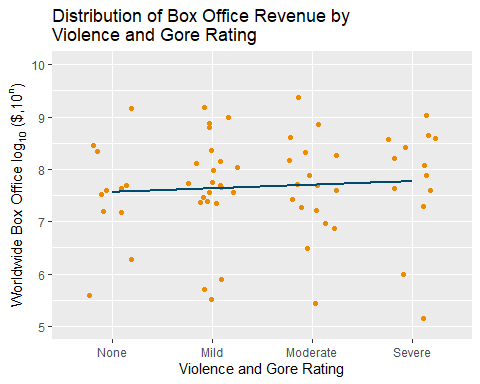 Distribution of Box Office Revenue by
Violence and Gore Rating
Worldwide Box Office log₁₀ ($,10ⁿ)
10
9
8
7
6
5
None Mild Moderate Severe
Violence and Gore Rating